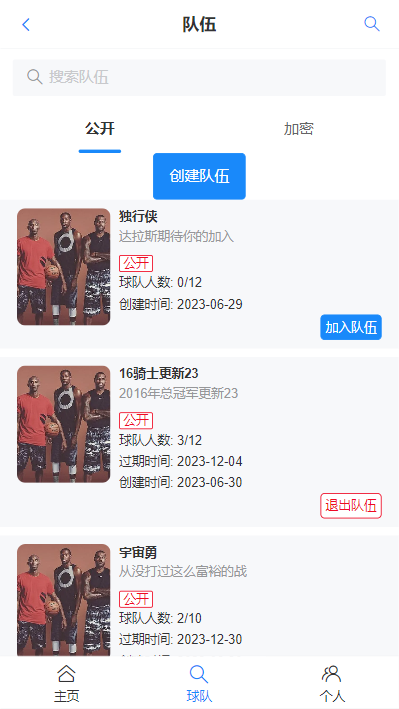 队伍
搜索队伍
公开
加密
创建队伍
独行侠
达拉斯期待你的加入
公开
球队人数: 0/12
创建时间: 2023-06-29
加入队伍
16骑士更新23
2016年总冠军更新23
公开
球队人数: 3/12
过期时间: 2023-12-04
创建时间: 2023-06-30
退出队伍
宇宙勇
从没打过这么富裕的战
公开
球队人数: 2/10
过期时间: 2023-12-30
主页
球队
个人